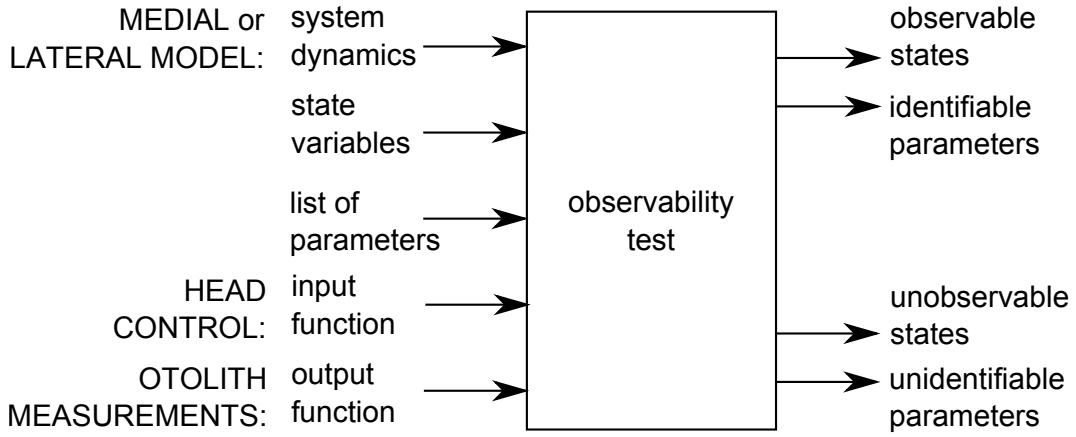 MEDIAL or
LATERAL MODEL:
system
dynamics
state
variables
list of
parameters
HEAD
CONTROL:
input
function
OTOLITH
MEASUREMENTS:
output
function
observability
test
observable
states
identifiable
parameters
unobservable
states
unidentifiable
parameters